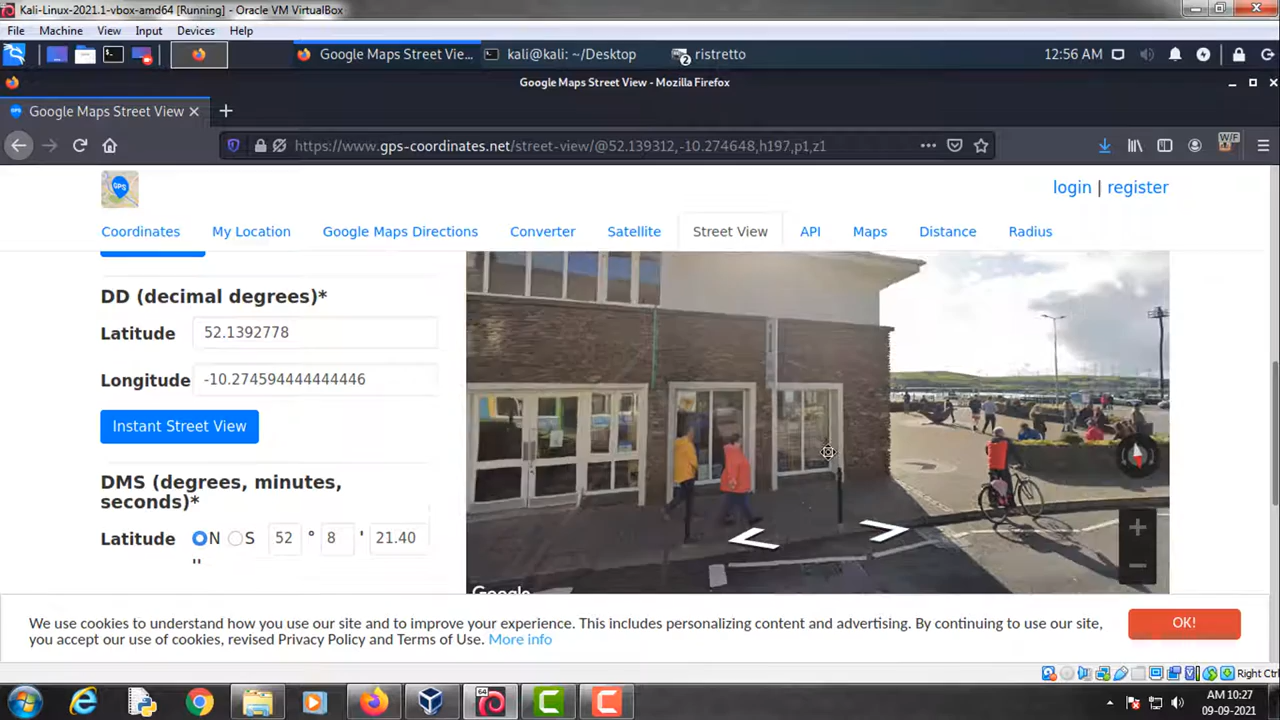 Kali-Linux-2021.1-vbox-amd64 [Running] - Oracle VM VirtualBox
File Machine View Input Devices Help
Google Maps Street Vie... kali@kali: ~/Desktop 2 ristretto 12:56 AM
Google Maps Street View - Mozilla Firefox
Google Maps Street View
https://www.gps-coordinates.net/street-view/@52.139312,-10.274648,h197,p1,z1
W/F
GPS
login | register
Coordinates My Location Google Maps Directions Converter Satellite Street View API Maps Distance Radius
DD (decimal degrees)*
Latitude 52.1392778
Longitude -10.274594444444446
Instant Street View
DMS (degrees, minutes,
seconds)*
Latitude N S 52 ° 8 ' 21.40
"
Google
We use cookies to understand how you use our site and to improve your experience. This includes personalizing content and advertising. By continuing to use our site,
you accept our use of cookies, revised Privacy Policy and Terms of Use. More info
OK!
Right Ctrl
64
AM 10:27
09-09-2021